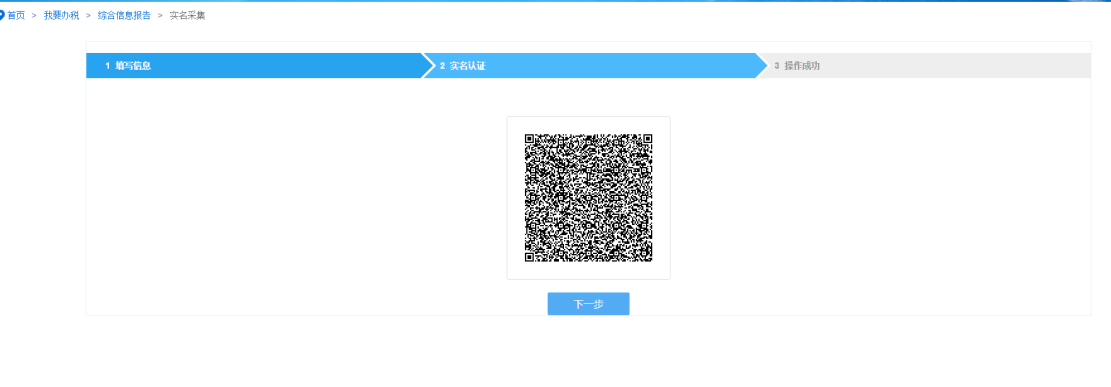 首页 > 我要办税 > 综合信息报告 > 实名采集
1 填写信息
2 实名认证
3 操作成功
下一步